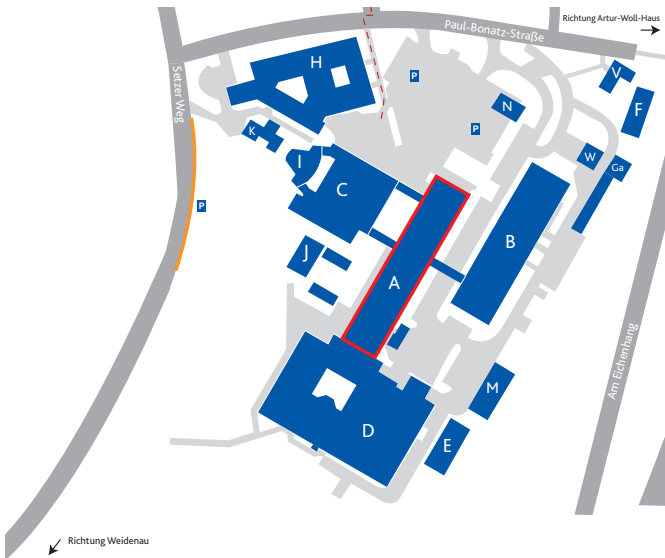 Richtung Artur-Woll-Haus
Paul-Bonatz-Straße
Setzer Weg
H
P
V
F
N
P
K
I
W
Ga
C
P
B
J
A
Am Eichenhang
M
D
E
Richtung Weidenau